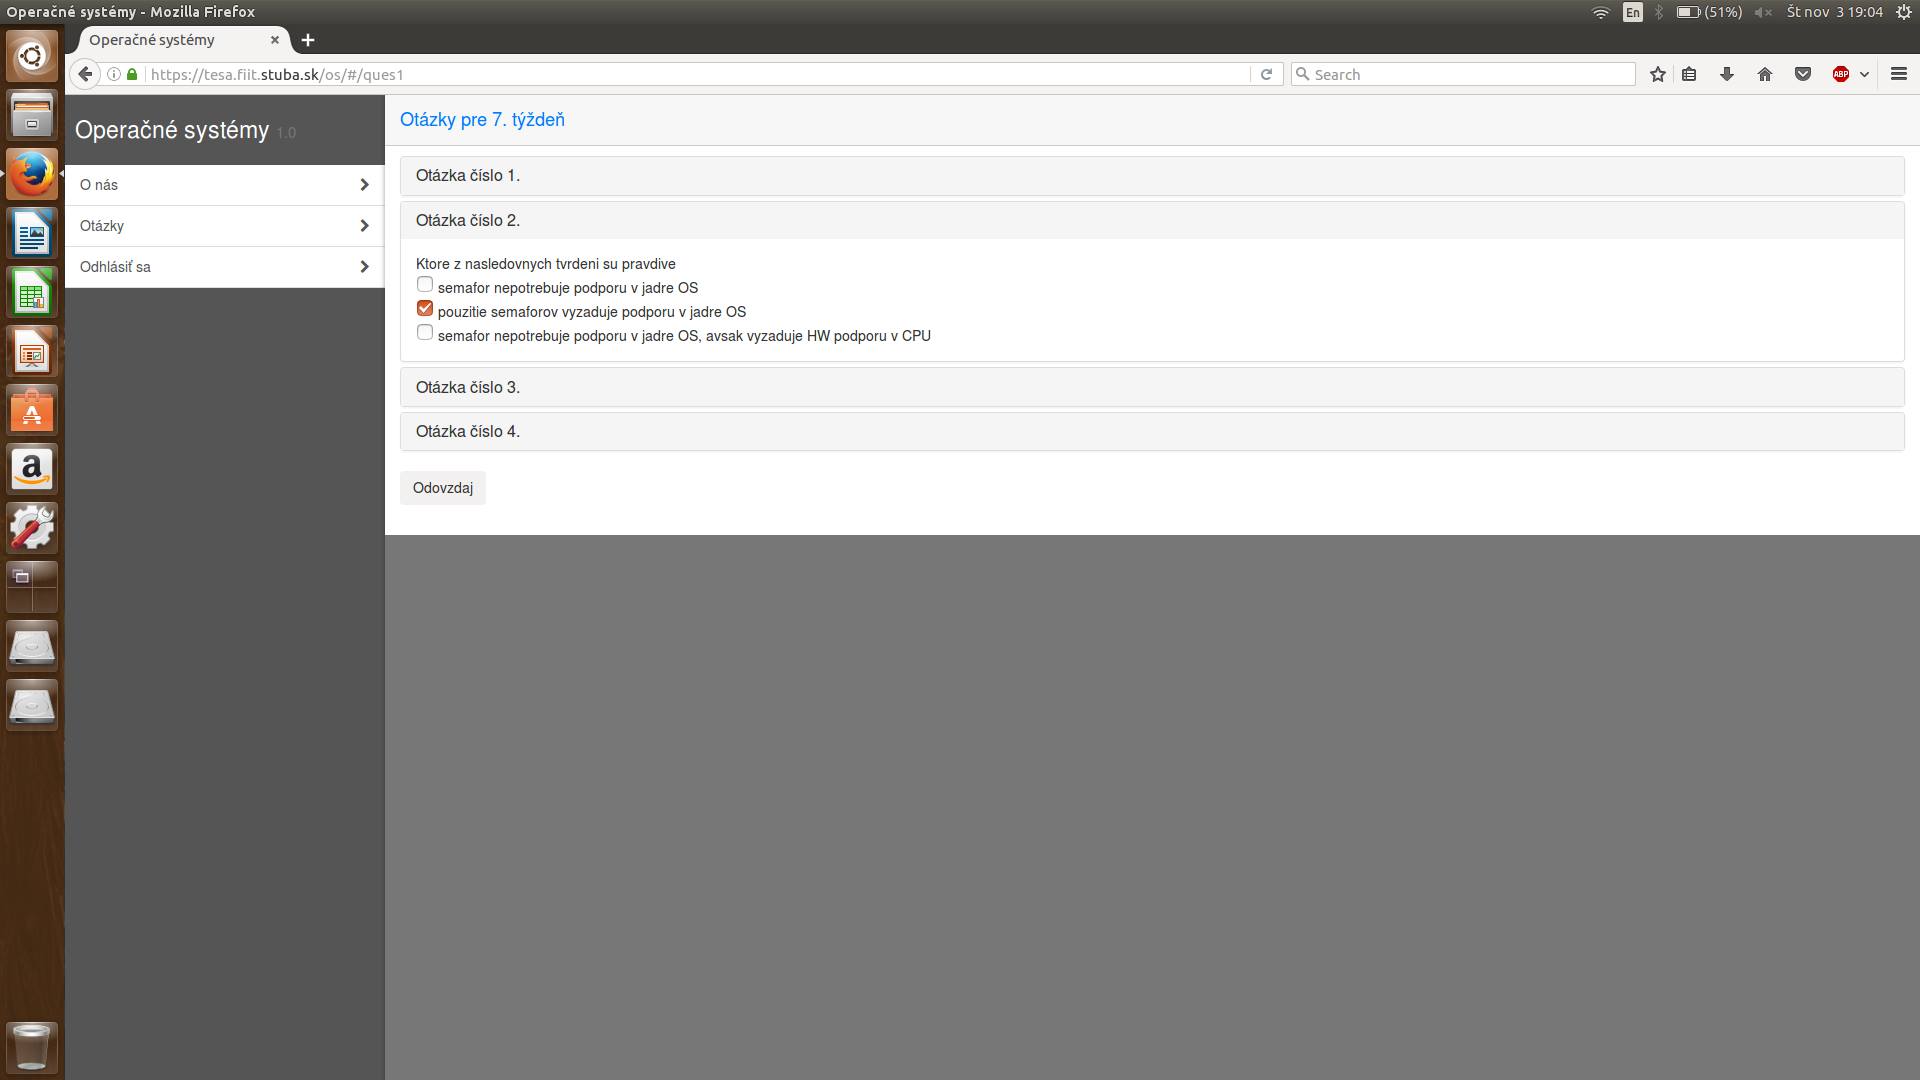 Operačné systémy - Mozilla Firefox
En
(51%)
Št nov 3 19:04
Operačné systémy
https://tesa.fiit.stuba.sk/os/#/ques1
Search
ABP
Operačné systémy 1.0
O nás
Otázky
Odhlásiť sa
Otázky pre 7. týždeň
Otázka číslo 1.
Otázka číslo 2.
Ktore z nasledovnych tvrdeni su pravdive
semafor nepotrebuje podporu v jadre OS
pouzitie semaforov vyzaduje podporu v jadre OS
semafor nepotrebuje podporu v jadre OS, avsak vyzaduje HW podporu v CPU
Otázka číslo 3.
Otázka číslo 4.
Odovzdaj